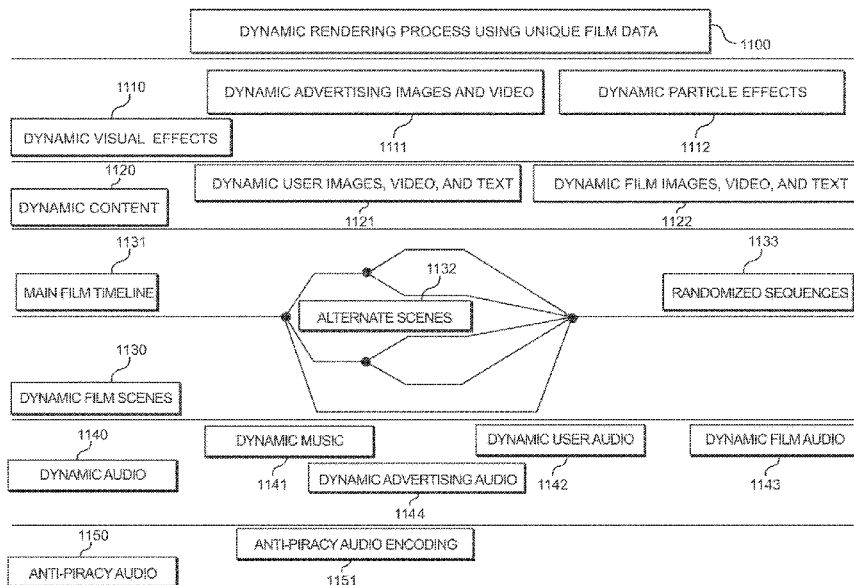 DYNAMIC RENDERING PROCESS USING UNIQUE FILM DATA
1100
1110
DYNAMIC ADVERTISING IMAGES AND VIDEO
DYNAMIC PARTICLE EFFECTS
DYNAMIC VISUAL EFFECTS
1111
1112
1120
DYNAMIC USER IMAGES, VIDEO, AND TEXT
DYNAMIC FILM IMAGES, VIDEO, AND TEXT
DYNAMIC CONTENT
1121
1122
1131
1132
1133
MAIN FILM TIMELINE
ALTERNATE SCENES
RANDOMIZED SEQUENCES
1130
DYNAMIC FILM SCENES
1140
DYNAMIC MUSIC
DYNAMIC USER AUDIO
DYNAMIC FILM AUDIO
DYNAMIC AUDIO
1141
DYNAMIC ADVERTISING AUDIO
1142
1143
1144
1150
ANTI-PIRACY AUDIO ENCODING
ANTI-PIRACY AUDIO
1151